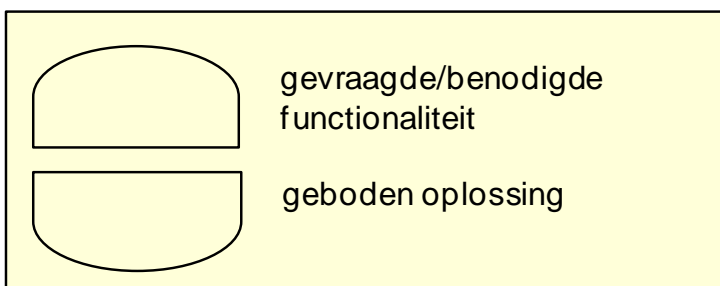 gevraagde/benodigde
functionaliteit
geboden oplossing